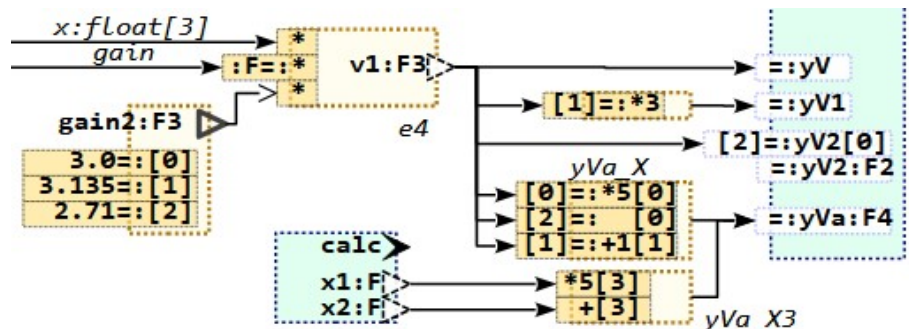 x:float[3]
*
gain
:F=:*
v1:F3
=:yV
*
[1]=:*3
=:yV1
gain2:F3
e4
[2]=:yV2[0]
3.0=:[0]
yVa_X
=:yV2:F2
3.135=:[1]
[0]=:*5[0]
2.71=:[2]
[2]=: [0]
=:yVa:F4
[1]=:+1[1]
calc
x1:F
*5[3]
x2:F
+[3]
yVa_X3